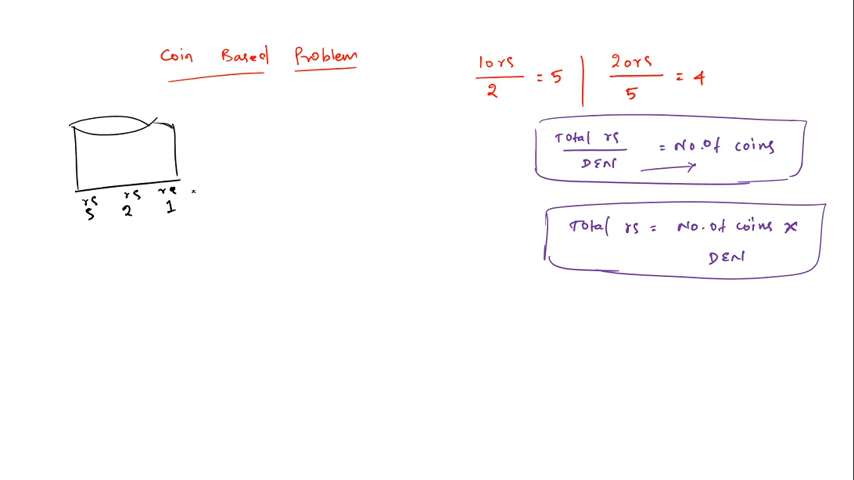 Coin Based Problem
10rs / 2 = 5 | 20rs / 5 = 4
Total rs / DEN = No.of coins
Total rs = No.of coins x
DEN
rs rs rs
5 2 1